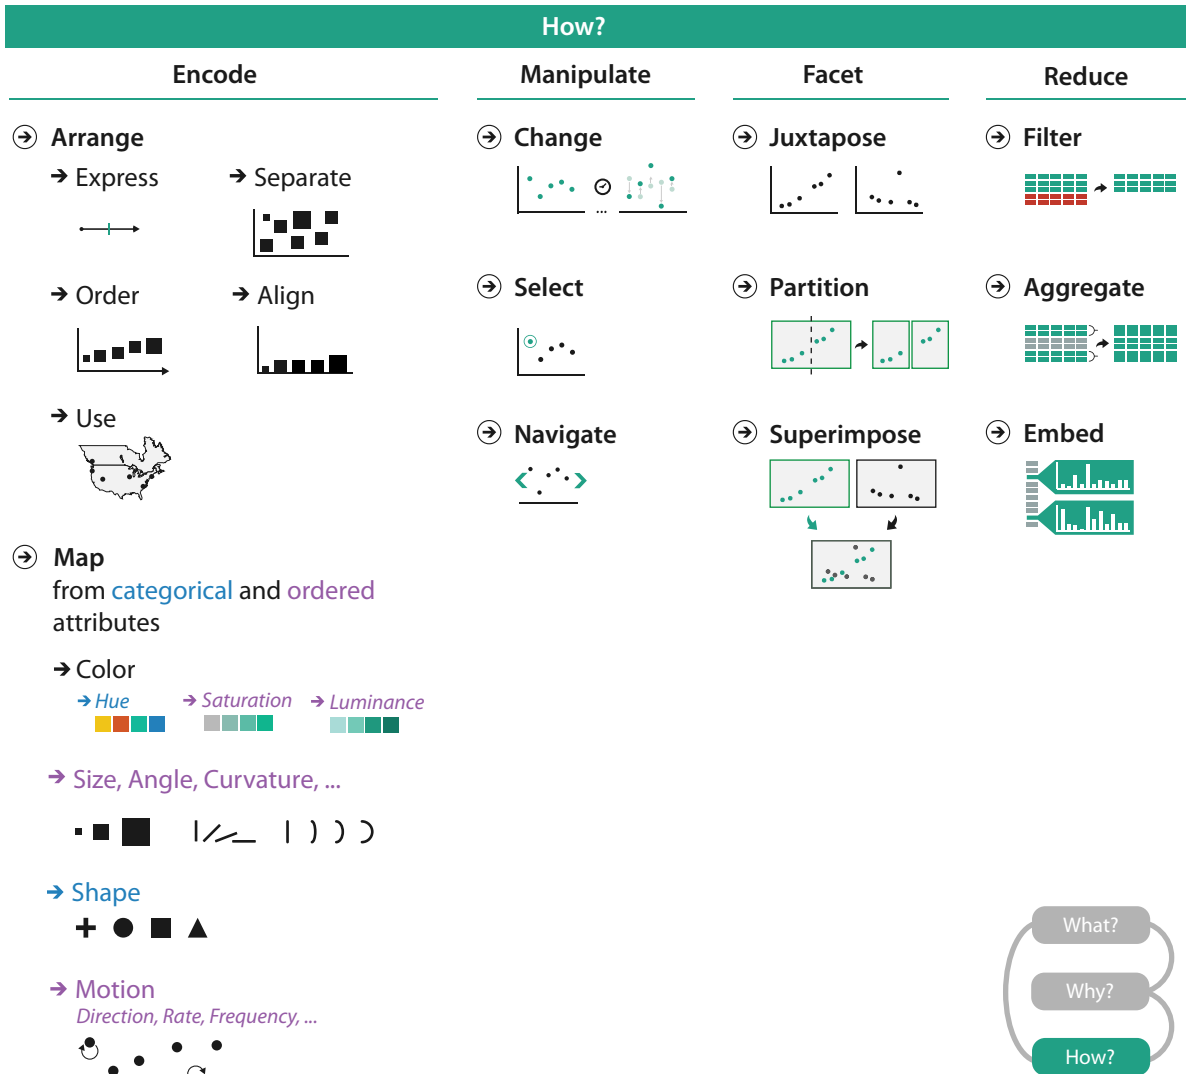 How?
Encode
Arrange
Express
Separate
Order
Align
Use
Map
from categorical and ordered
attributes
Color
Hue
Saturation
Luminance
Size, Angle, Curvature, ...
Shape
Motion
Direction, Rate, Frequency, ...
Manipulate
Change
...
Select
Navigate
Facet
Juxtapose
Partition
Superimpose
Reduce
Filter
Aggregate
Embed
What?
Why?
How?